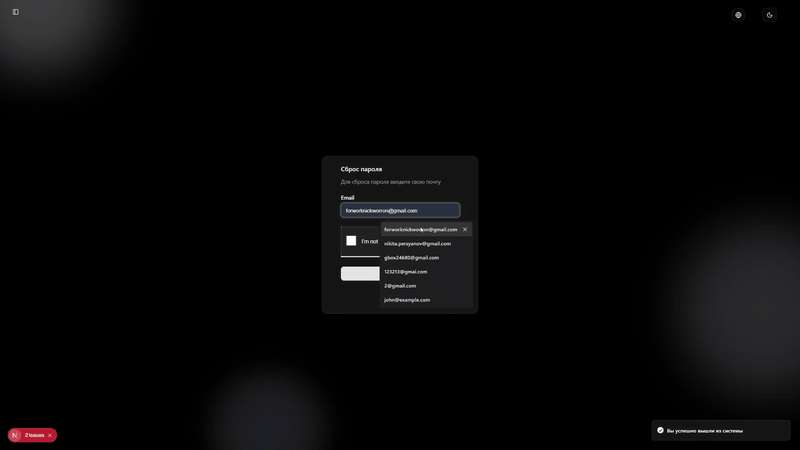 Сброс пароля
Для сброса пароля введите свою почту
Email
forworknickworron@gmail.com
forworknickworron@gmail.com
nikita.persyanov@gmail.com
I'm not
gbox24680@gmail.com
123213@gmai.com
2@gmail.com
john@example.com
N 2 Issues
Вы успешно вышли из системы